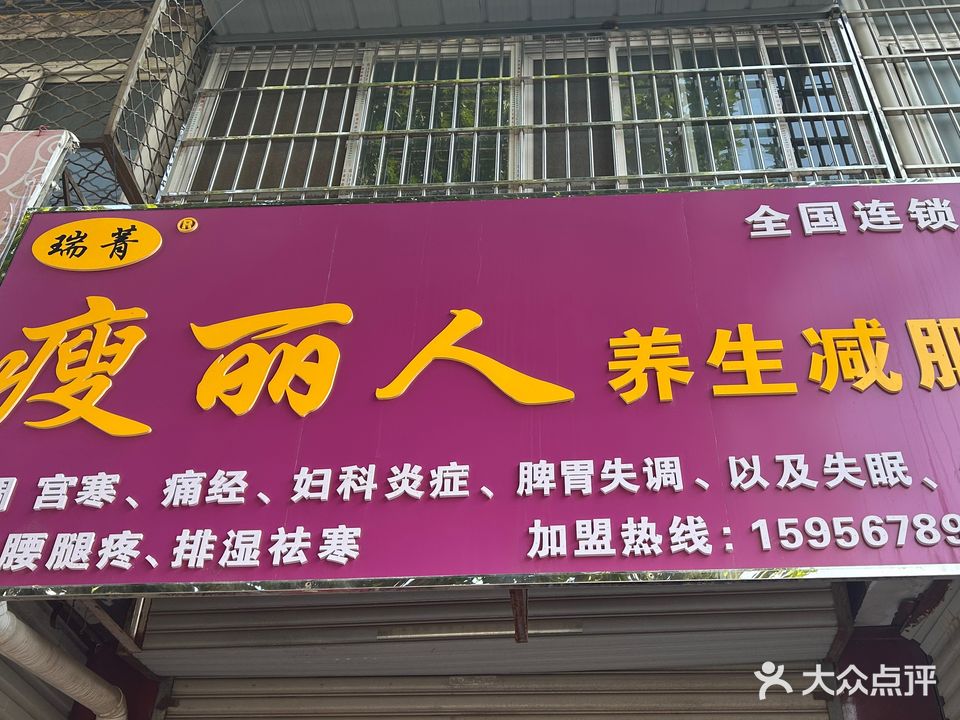 瑞菁®
全国连锁
瘦丽人 养生减肥
宫寒、痛经、妇科炎症、脾胃失调、以及失眠、
腰腿疼、排湿祛寒 加盟热线：15956789
大众点评